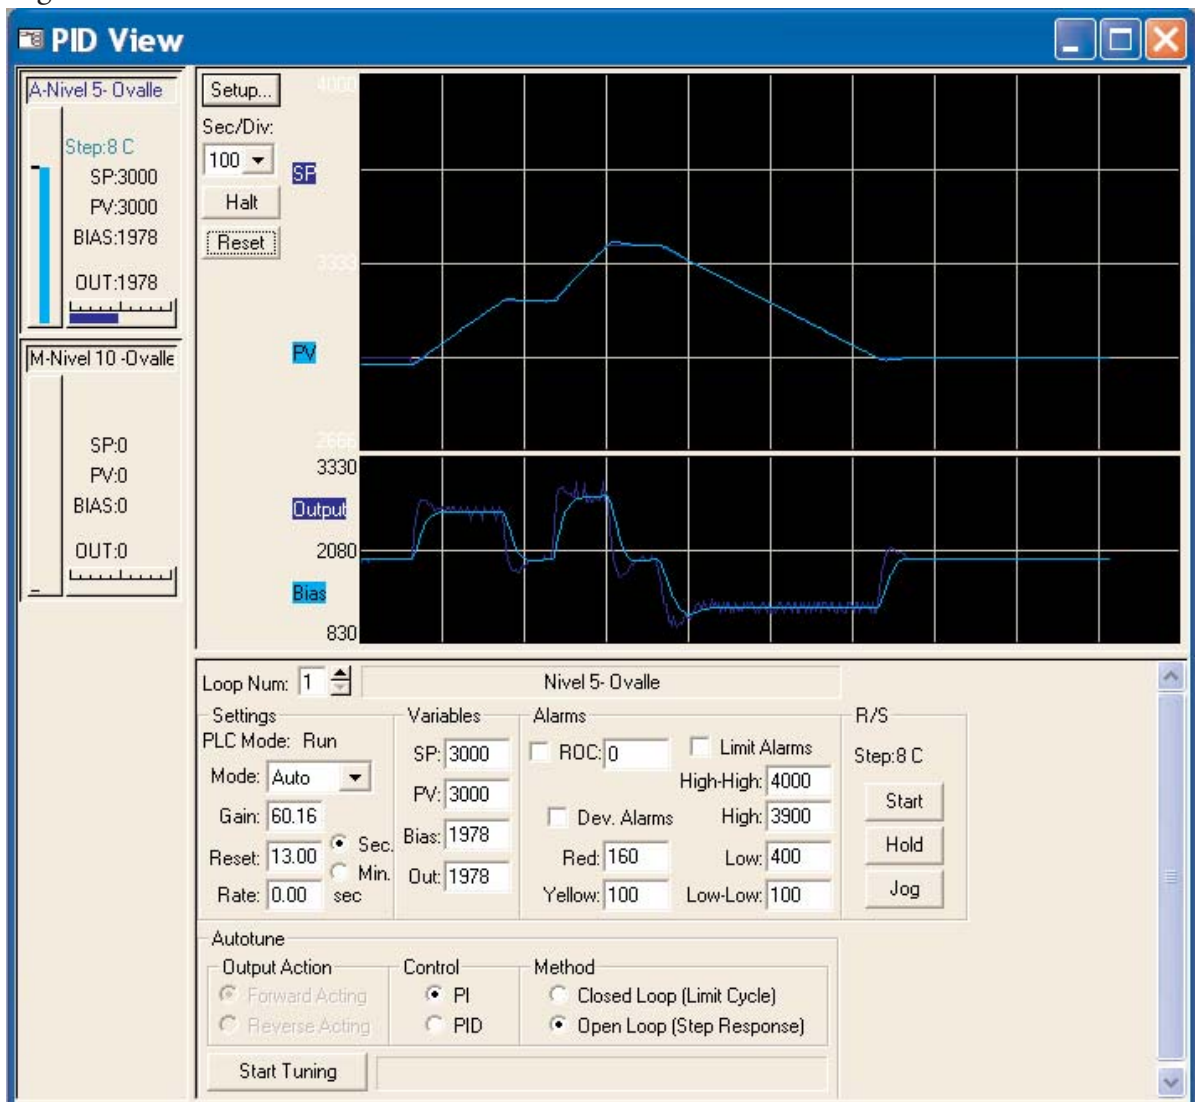 PID View
A-Nivel 5- Ovalle
Step:8 C
SP:3000
PV:3000
BIAS:1978
OUT:1978
M-Nivel 10 -Ovalle
SP:0
PV:0
BIAS:0
OUT:0
Setup...
Sec/Div:
100
Halt
Reset
4000
SP
3333
PV
2666
3330
Output
2080
Bias
830
Loop Num: 1
Nivel 5- Ovalle
Settings
PLC Mode: Run
Mode: Auto
Gain: 60.16
Reset: 13.00
Sec.
Min.
Rate: 0.00 sec
Variables
SP: 3000
PV: 3000
Bias: 1978
Out: 1978
Alarms
ROC: 0
Limit Alarms
High-High: 4000
Dev. Alarms
High: 3900
Red: 160
Low: 400
Yellow: 100
Low-Low: 100
R/S
Step:8 C
Start
Hold
Jog
Autotune
Output Action
Forward Acting
Reverse Acting
Control
PI
PID
Method
Closed Loop (Limit Cycle)
Open Loop (Step Response)
Start Tuning